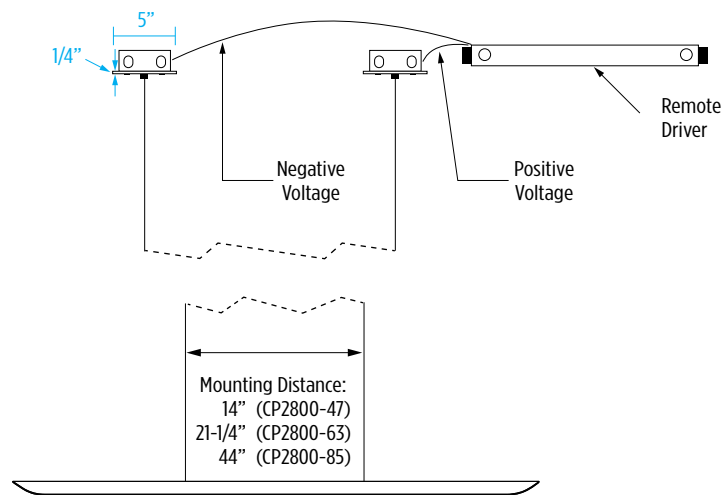 5”
1/4”
Remote
Driver
Negative
Voltage
Positive
Voltage
Mounting Distance:
14” (CP2800-47)
21-1/4” (CP2800-63)
44” (CP2800-85)